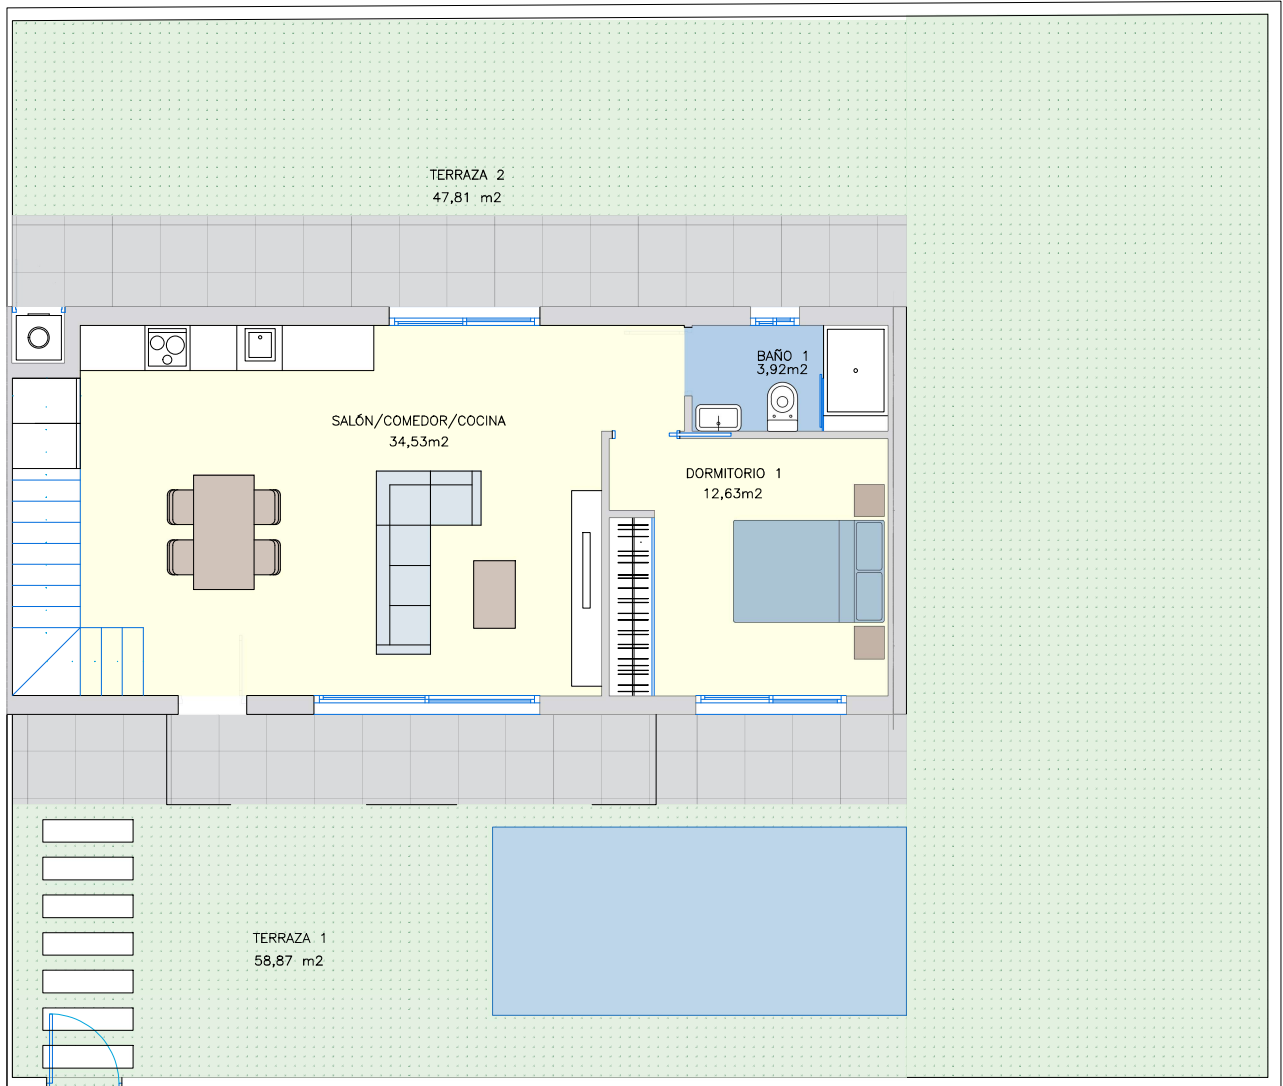 TERRAZA 2
47,81 m2
BAÑO 1
3,92m2
SALÓN/COMEDOR/COCINA
34,53m2
DORMITORIO 1
12,63m2
TERRAZA 1
58,87 m2